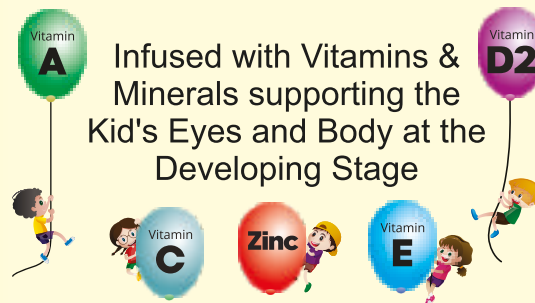 Vitamin
A
Infused with Vitamins &
Minerals supporting the
Kid's Eyes and Body at the
Developing Stage
Vitamin
D2
Vitamin
C
Zinc
Vitamin
E